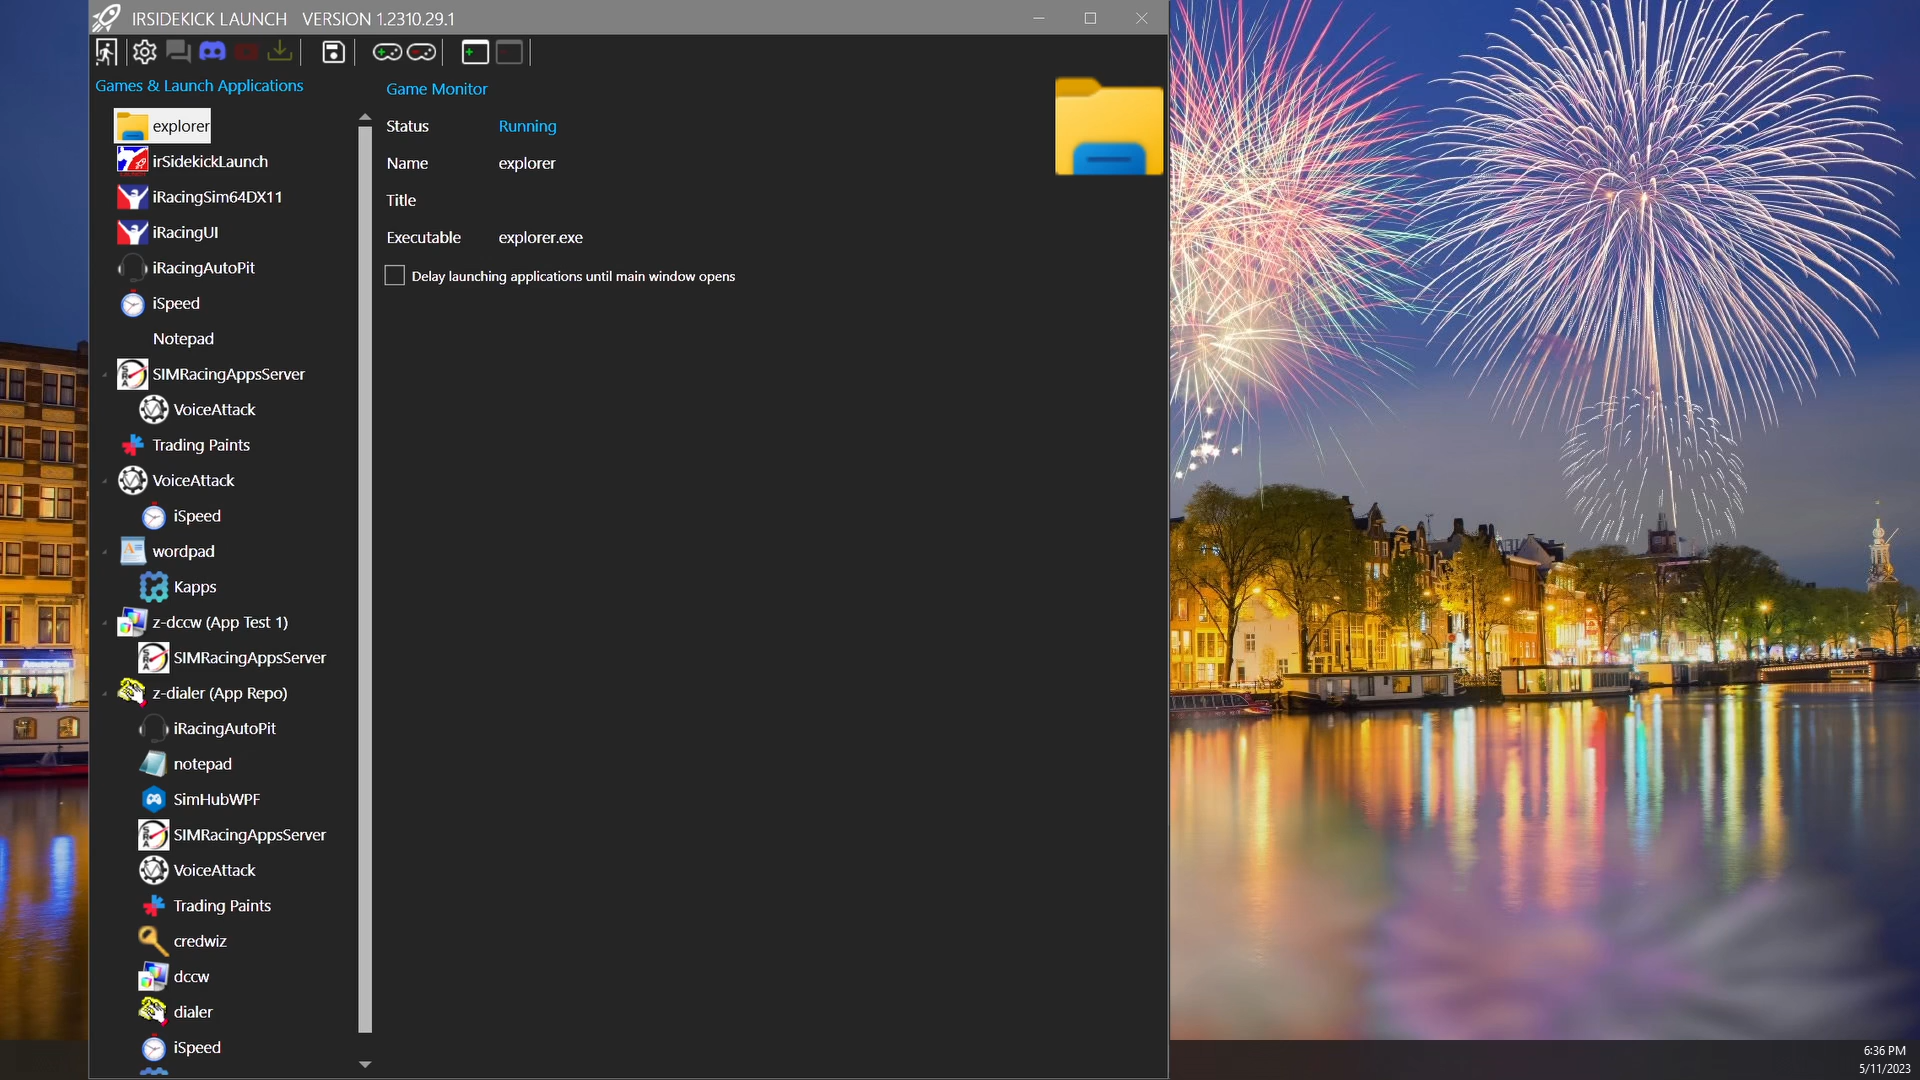 IRSIDEKICK LAUNCH VERSION 1.2310.29.1
Games & Launch Applications
explorer
irSidekickLaunch
iRacingSim64DX11
iRacingUI
iRacingAutoPit
iSpeed
Notepad
SIMRacingAppsServer
VoiceAttack
Trading Paints
VoiceAttack
iSpeed
wordpad
Kapps
z-dccw (App Test 1)
SIMRacingAppsServer
z-dialer (App Repo)
iRacingAutoPit
notepad
SimHubWPF
SIMRacingAppsServer
VoiceAttack
Trading Paints
credwiz
dccw
dialer
iSpeed
Game Monitor
Status Running
Name explorer
Title
Executable explorer.exe
Delay launching applications until main window opens
6:36 PM
5/11/2023